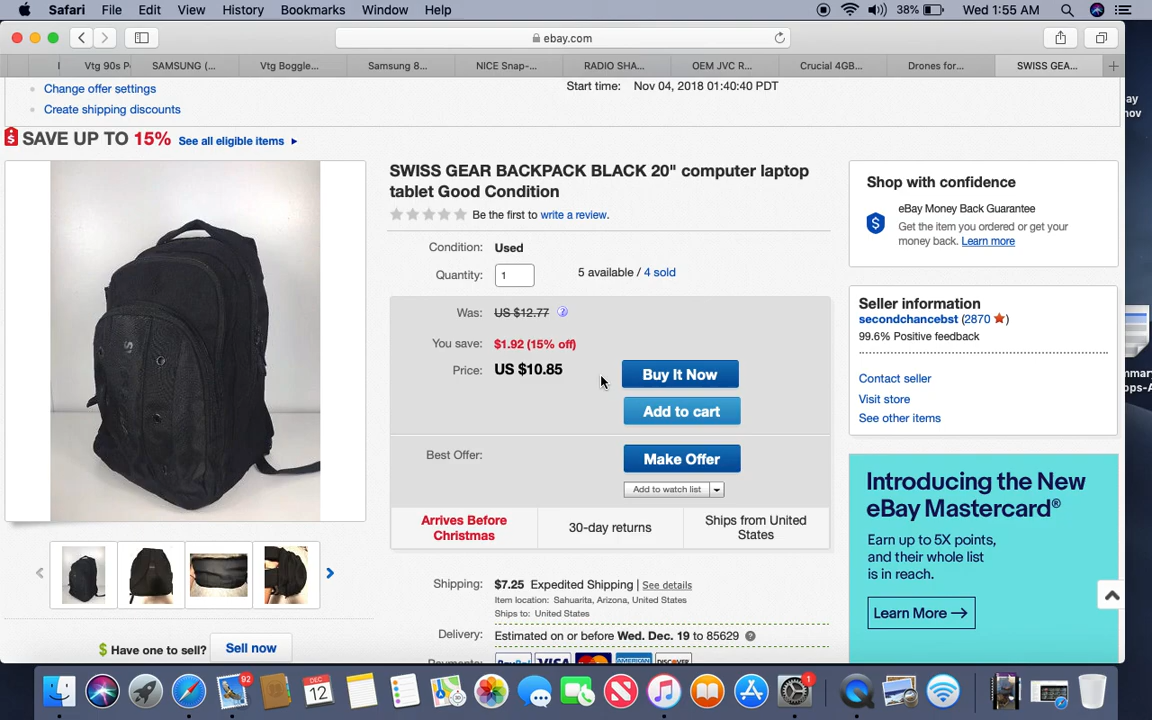 Safari File Edit View History Bookmarks Window Help 38% Wed 1:55 AM
ebay.com
Vtg 90s P SAMSUNG (... Vtg Boggle... Samsung 8... NICE Snap-... RADIO SHA... OEM JVC R... Crucial 4GB... Drones for... SWISS GEA...
Change offer settings
Start time: Nov 04, 2018 01:40:40 PDT
Create shipping discounts
SAVE UP TO 15% See all eligible items
SWISS GEAR BACKPACK BLACK 20" computer laptop
tablet Good Condition
Be the first to write a review.
Condition: Used
Quantity: 1 5 available / 4 sold
Was: US $12.77
You save: $1.92 (15% off)
Price: US $10.85
Buy It Now
Add to cart
Best Offer:
Make Offer
Add to watch list
Arrives Before
Christmas
30-day returns
Ships from United
States
Shipping: $7.25 Expedited Shipping | See details
Item location: Sahuarita, Arizona, United States
Ships to: United States
Delivery: Estimated on or before Wed. Dec. 19 to 85629
VISA
AMERICAN
DISCOVER
Have one to sell? Sell now
Shop with confidence
eBay Money Back Guarantee
Get the item you ordered or get your
money back. Learn more
Seller information
secondchancebst (2870)
99.6% Positive feedback
Contact seller
Visit store
See other items
Introducing the New
eBay Mastercard®
Earn up to 5X points,
and their whole list
is in reach.
Learn More
ay
nov
mmar
ops-A
92
DEC
12
1